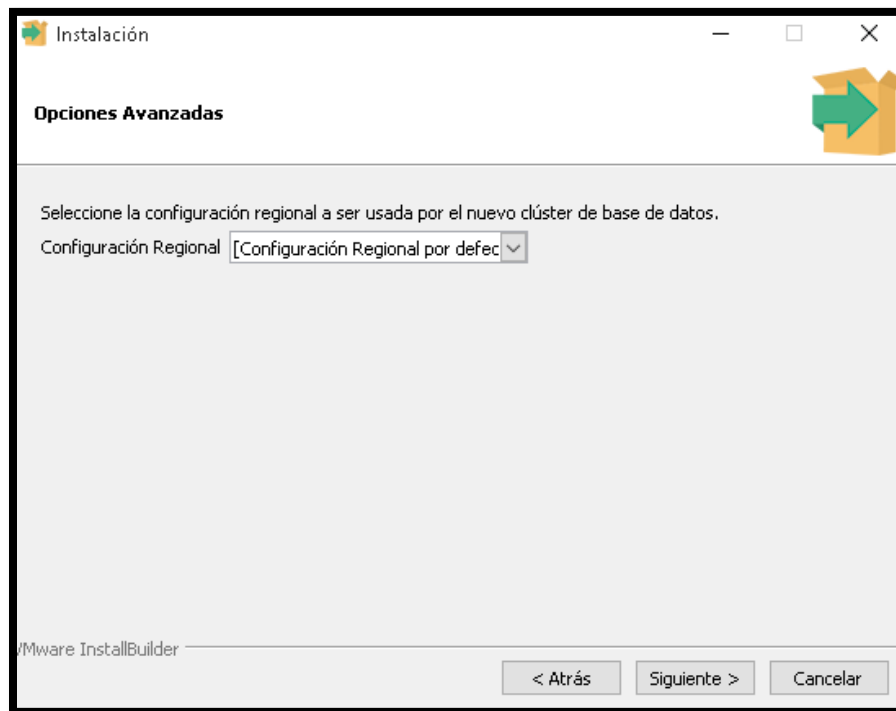 Instalación
Opciones Avanzadas
Seleccione la configuración regional a ser usada por el nuevo clúster de base de datos.
Configuración Regional [Configuración Regional por defec
VMware InstallBuilder
< Atrás Siguiente > Cancelar